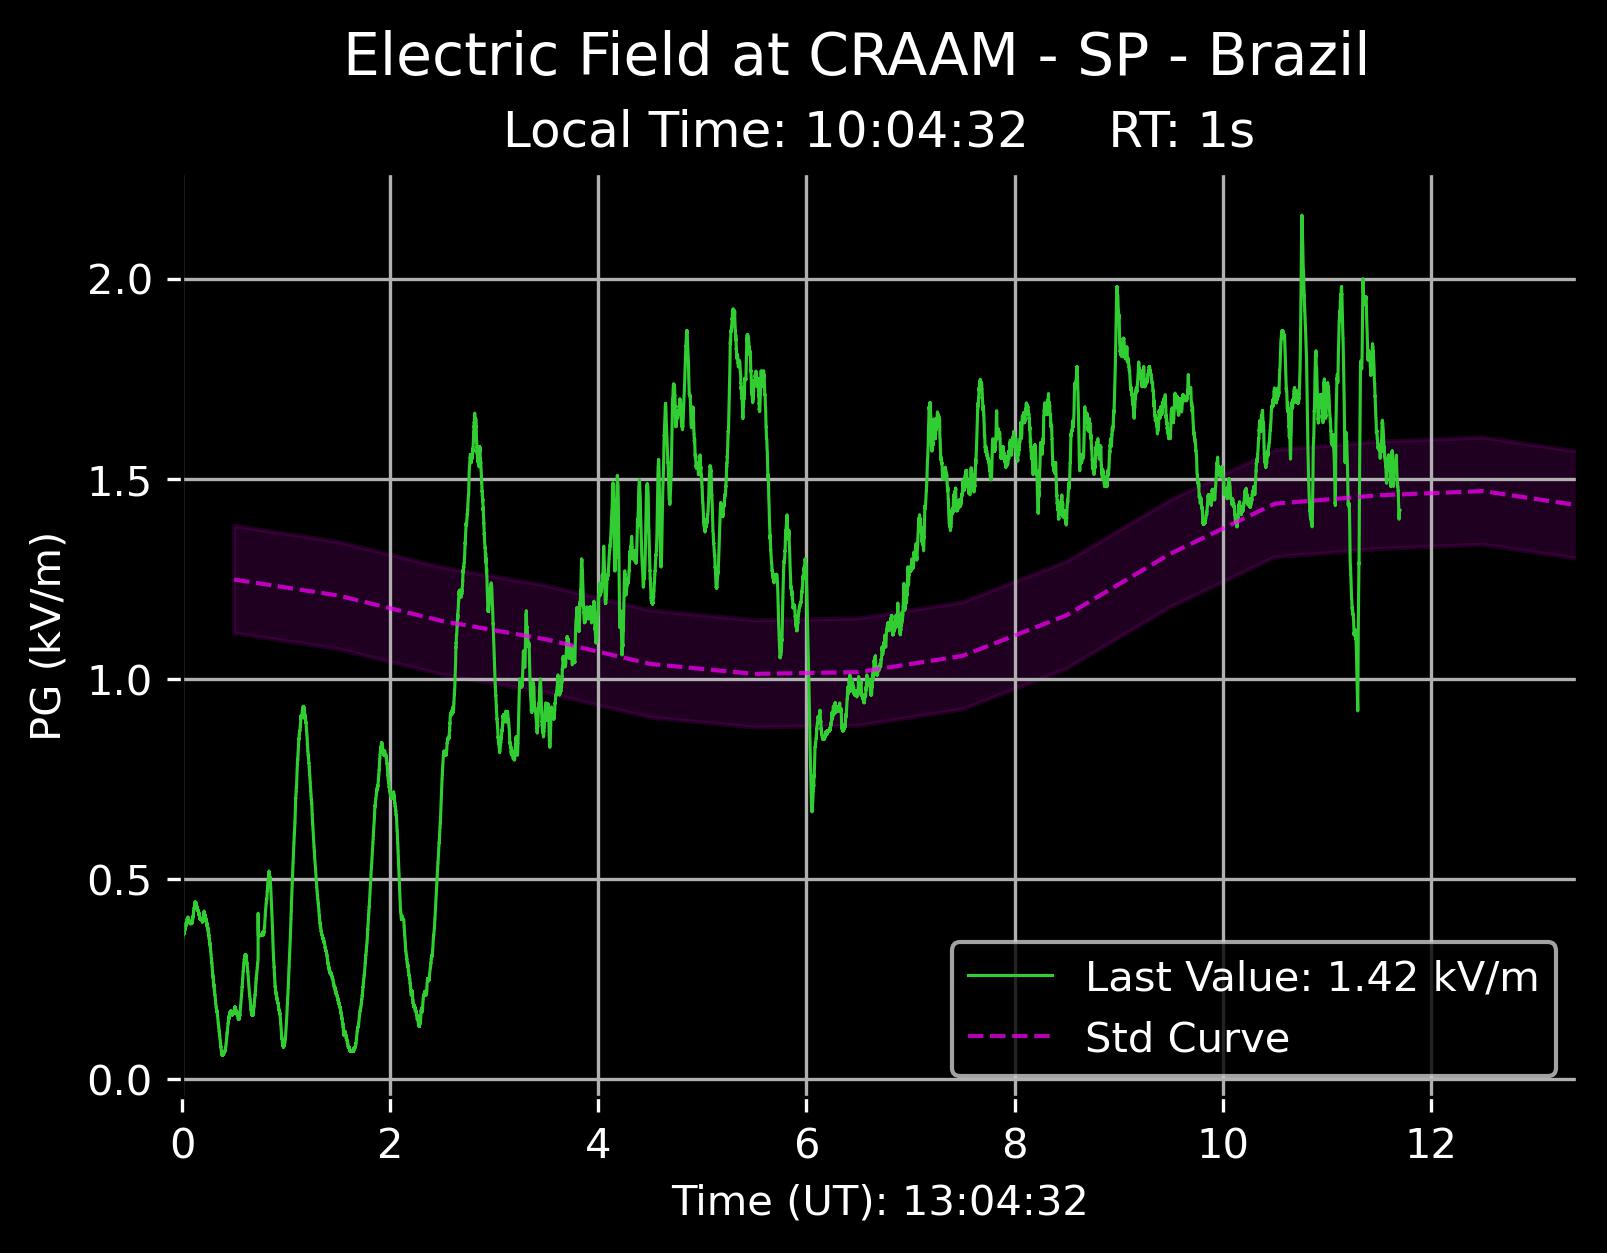 Electric Field at CRAAM - SP - Brazil
Local Time: 10:04:32 RT: 1s
PG (kV/m)
2.0
1.5
1.0
0.5
0.0
Last Value: 1.42 kV/m
Std Curve
0 2 4 6 8 10 12
Time (UT): 13:04:32